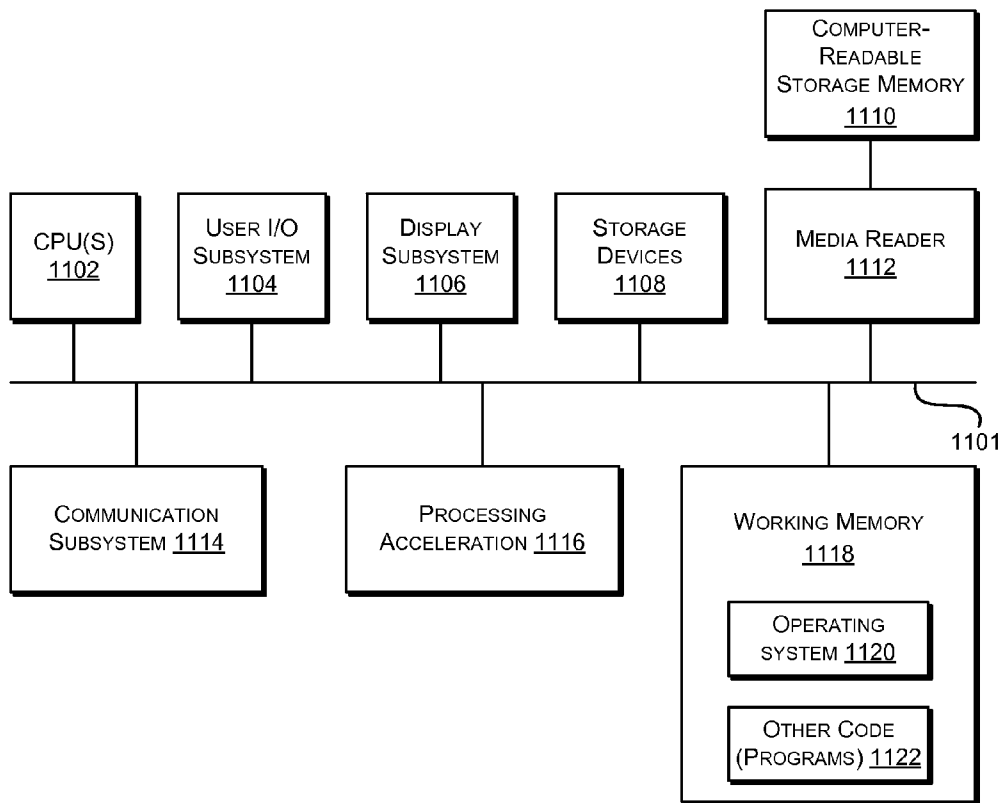 COMPUTER-
READABLE
STORAGE MEMORY
1110
CPU(S)
1102
USER I/O
SUBSYSTEM
1104
DISPLAY
SUBSYSTEM
1106
STORAGE
DEVICES
1108
MEDIA READER
1112
1101
COMMUNICATION
SUBSYSTEM 1114
PROCESSING
ACCELERATION 1116
WORKING MEMORY
1118
OPERATING
SYSTEM 1120
OTHER CODE
(PROGRAMS) 1122